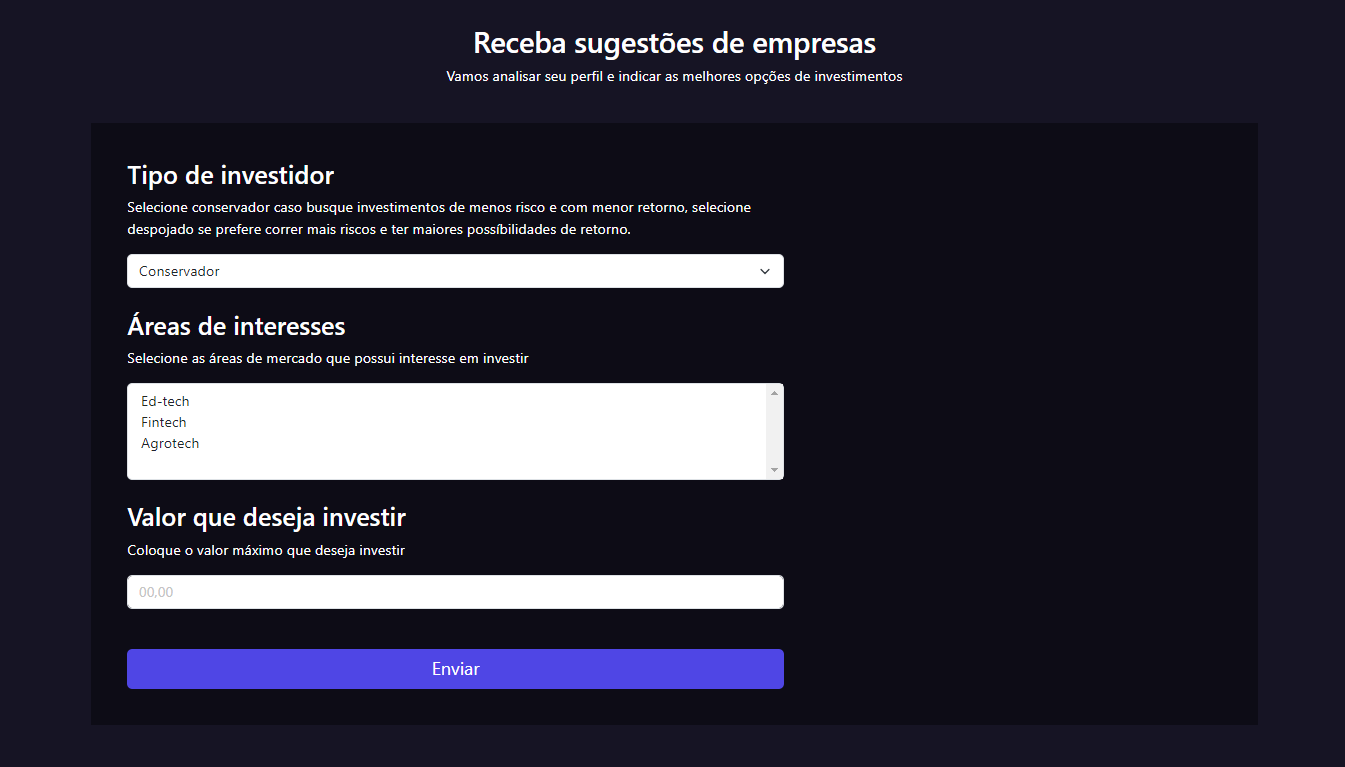 Receba sugestões de empresas
Vamos analisar seu perfil e indicar as melhores opções de investimentos
Tipo de investidor
Selecione conservador caso busque investimentos de menos risco e com menor retorno, selecione
despojado se prefere correr mais riscos e ter maiores possíbilidades de retorno.
Conservador
Áreas de interesses
Selecione as áreas de mercado que possui interesse em investir
Ed-tech
Fintech
Agrotech
Valor que deseja investir
Coloque o valor máximo que deseja investir
00,00
Enviar